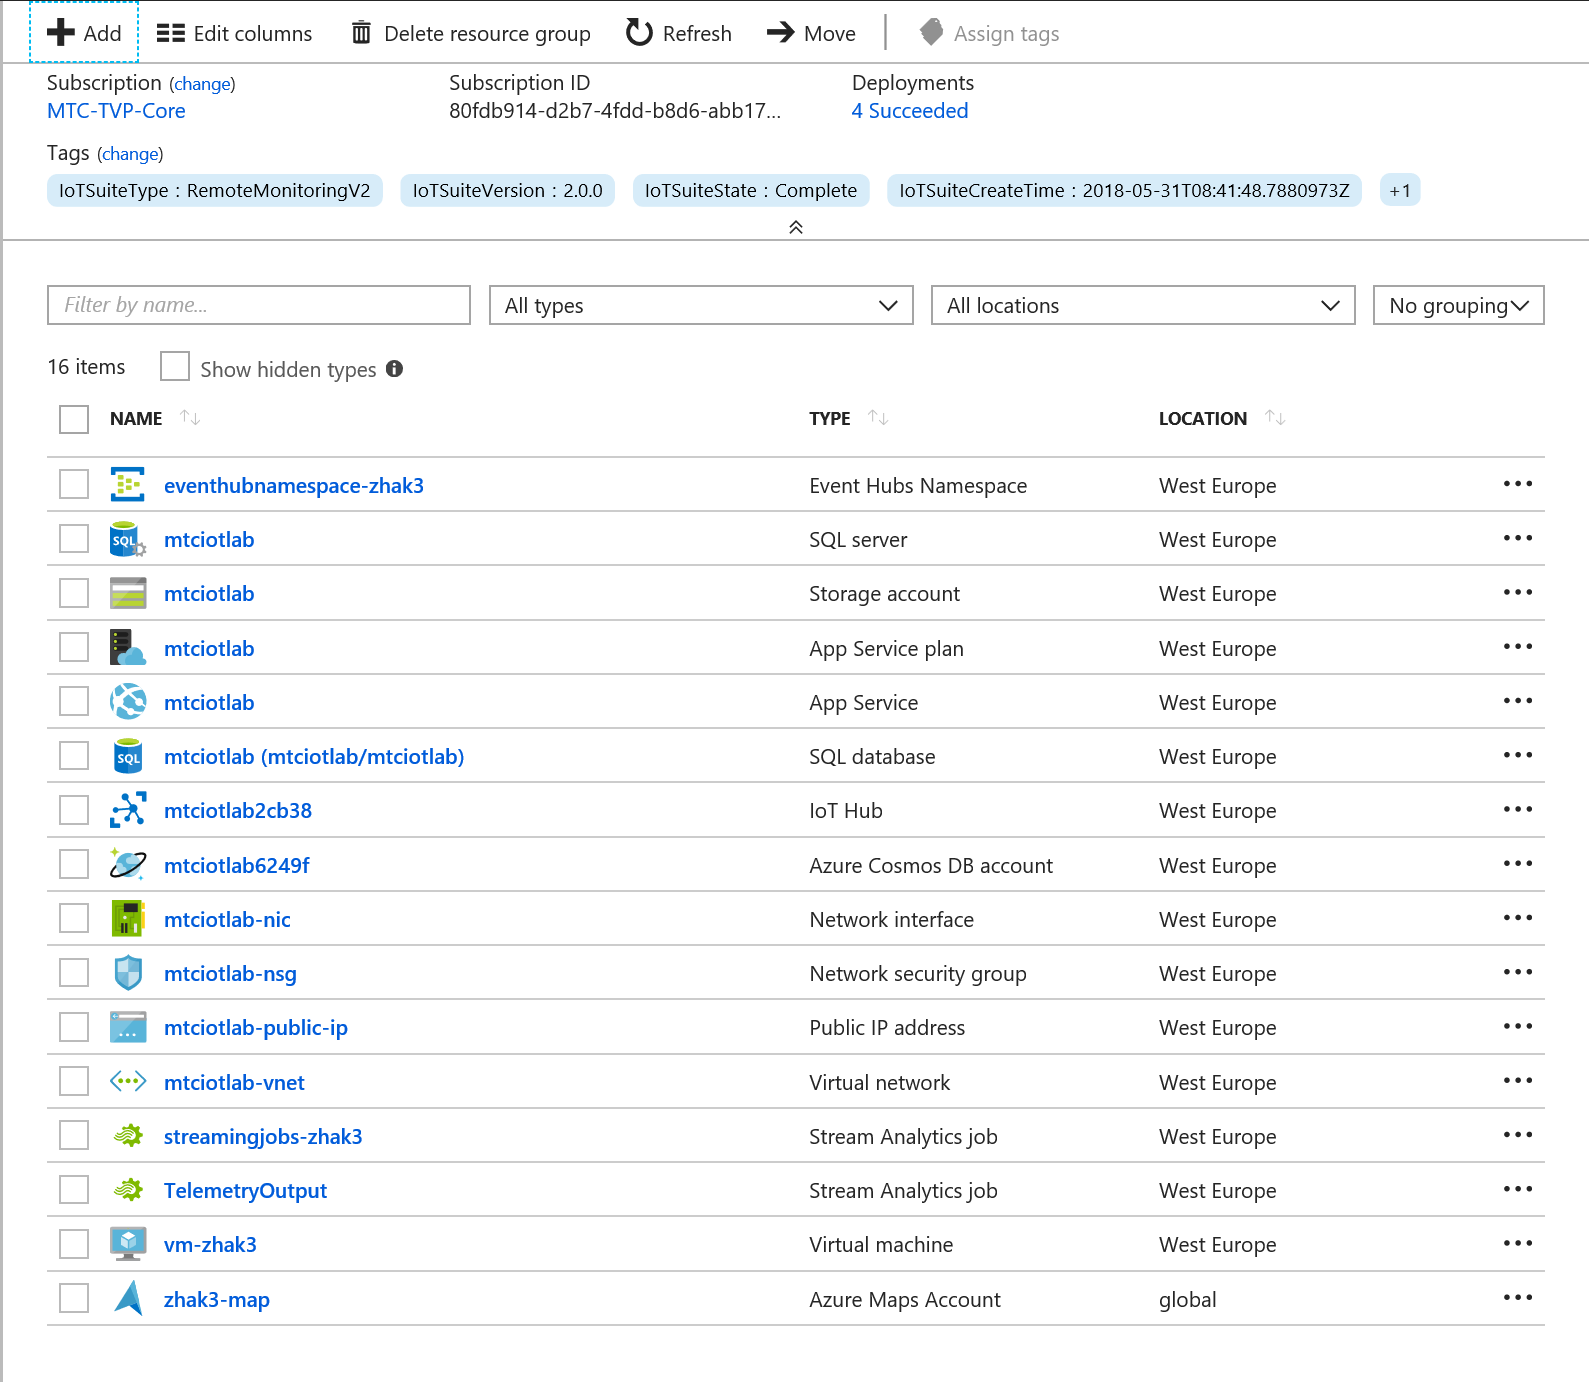 Add Edit columns Delete resource group Refresh Move Assign tags
Subscription (change) Subscription ID Deployments
MTC-TVP-Core 80fdb914-d2b7-4fdd-b8d6-abb17... 4 Succeeded
Tags (change)
IoTSuiteType : RemoteMonitoringV2 IoTSuiteVersion : 2.0.0 IoTSuiteState : Complete IoTSuiteCreateTime : 2018-05-31T08:41:48.7880973Z +1
Filter by name... All types All locations No grouping
16 items Show hidden types
NAME TYPE LOCATION
eventhubnamespace-zhak3 Event Hubs Namespace West Europe
SQL mtciotlab SQL server West Europe
mtciotlab Storage account West Europe
mtciotlab App Service plan West Europe
mtciotlab App Service West Europe
SQL mtciotlab (mtciotlab/mtciotlab) SQL database West Europe
mtciotlab2cb38 IoT Hub West Europe
mtciotlab6249f Azure Cosmos DB account West Europe
mtciotlab-nic Network interface West Europe
mtciotlab-nsg Network security group West Europe
mtciotlab-public-ip Public IP address West Europe
mtciotlab-vnet Virtual network West Europe
streamingjobs-zhak3 Stream Analytics job West Europe
TelemetryOutput Stream Analytics job West Europe
vm-zhak3 Virtual machine West Europe
zhak3-map Azure Maps Account global